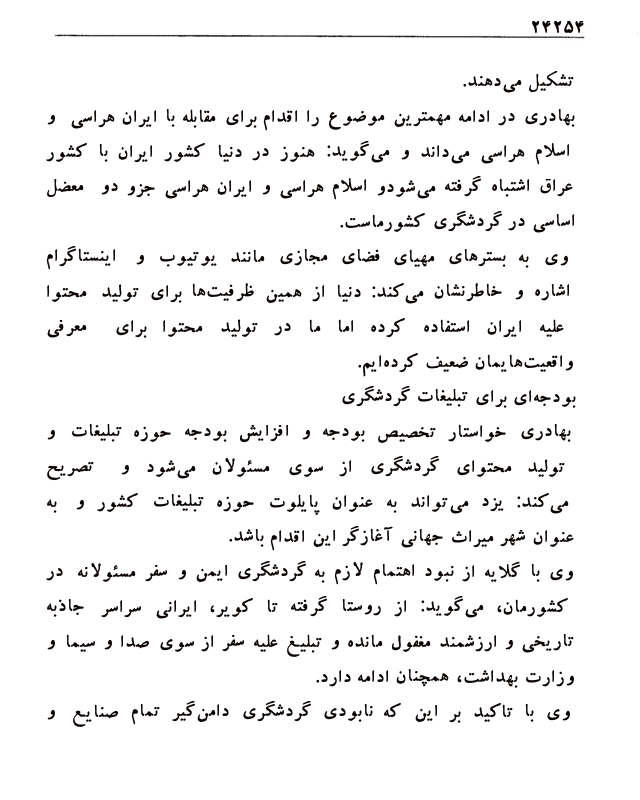 ۲۴۲۵۴
تشکیل می‌دهند.
بهادری در ادامه مهمترین موضوع را اقدام برای مقابله با ایران هراسی و
اسلام هراسی می‌داند و می‌گوید: هنوز در دنیا کشور ایران با کشور
عراق اشتباه گرفته می‌شودو اسلام هراسی و ایران هراسی جزو دو معضل
اساسی در گردشگری کشورماست.
وی به بسترهای مهیای فضای مجازی مانند یوتیوب و اینستاگرام
اشاره و خاطرنشان می‌کند: دنیا از همین ظرفیت‌ها برای تولید محتوا
علیه ایران استفاده کرده اما ما در تولید محتوا برای معرفی
واقعیت‌هایمان ضعیف کرده‌ایم.
بودجه‌ای برای تبلیغات گردشگری
بهادری خواستار تخصیص بودجه و افزایش بودجه حوزه تبلیغات و
تولید محتوای گردشگری از سوی مسئولان می‌شود و تصریح
می‌کند: یزد می‌تواند به عنوان پایلوت حوزه تبلیغات کشور و به
عنوان شهر میراث جهانی آغازگر این اقدام باشد.
وی با گلایه از نبود اهتمام لازم به گردشگری ایمن و سفر مسئولانه در
کشورمان، می‌گوید: از روستا گرفته تا کویر، ایرانی سراسر جاذبه
تاریخی و ارزشمند مغفول مانده و تبلیغ علیه سفر از سوی صدا و سیما و
وزارت بهداشت، همچنان ادامه دارد.
وی با تاکید بر این که نابودی گردشگری دامن‌گیر تمام صنایع و